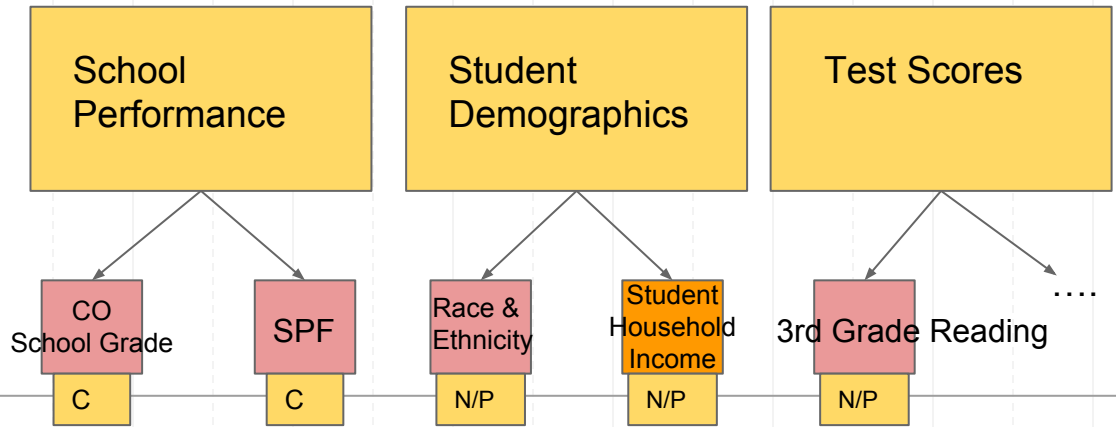 School
Performance
Student
Demographics
Test Scores
CO
School Grade
SPF
Race &
Ethnicity
Student
Household
Income
3rd Grade Reading
....
C
C
N/P
N/P
N/P